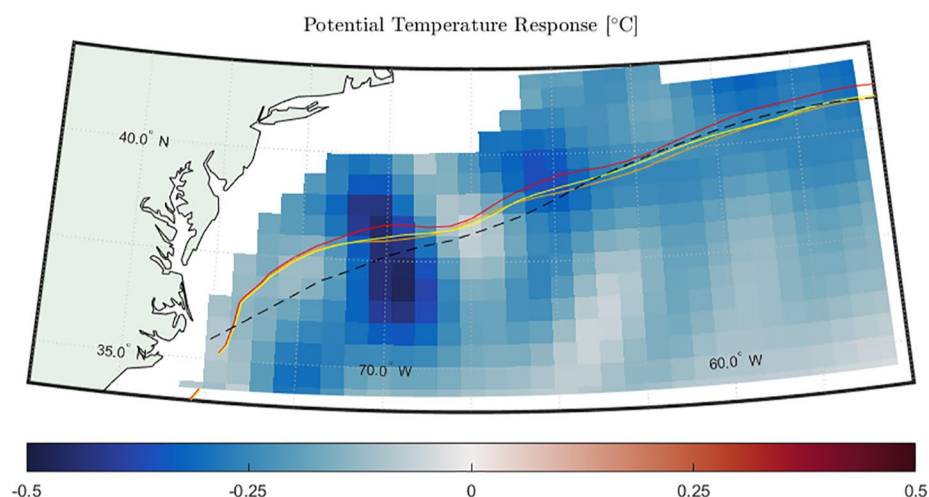 Potential Temperature Response [°C]
40.0° N
35.0° N
70.0° W
60.0° W
-0.5 -0.25 0 0.25 0.5